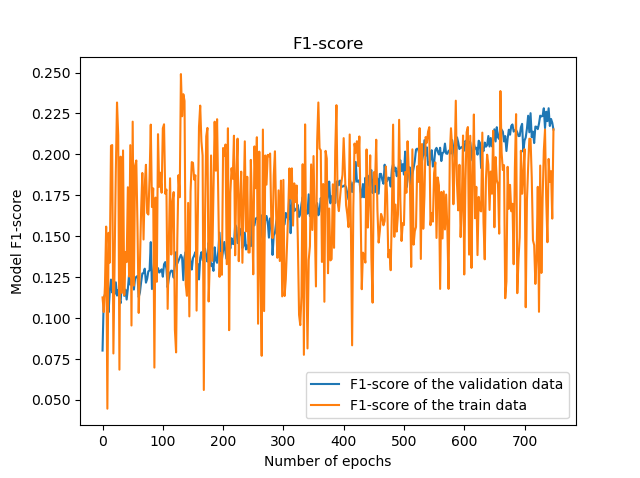 F1-score
Model F1-score
0.250
0.225
0.200
0.175
0.150
0.125
0.100
0.075
0.050
F1-score of the validation data
F1-score of the train data
0 100 200 300 400 500 600 700
Number of epochs